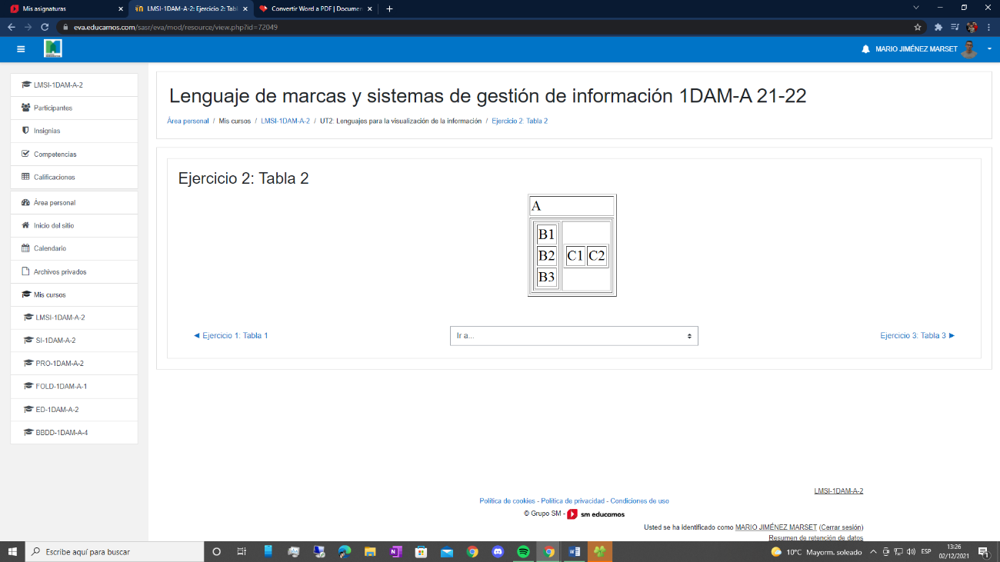 Mis asignaturas
LMSI-1DAM-A-2: Ejercicio 2: Tabl
Convertir Word a PDF | Documen
eva.educamos.com/sasr/eva/mod/resource/view.php?id=72049
MARIO JIMÉNEZ MARSET
LMSI-1DAM-A-2
Participantes
Insignias
Competencias
Calificaciones
Área personal
Inicio del sitio
Calendario
Archivos privados
Mis cursos
LMSI-1DAM-A-2
SI-1DAM-A-2
PRO-1DAM-A-2
FOLD-1DAM-A-1
ED-1DAM-A-2
BBDD-1DAM-A-4
Lenguaje de marcas y sistemas de gestión de información 1DAM-A 21-22
Área personal / Mis cursos / LMSI-1DAM-A-2 / UT2: Lenguajes para la visualización de la información / Ejercicio 2: Tabla 2
Ejercicio 2: Tabla 2
A
B1
B2 C1 C2
B3
◄ Ejercicio 1: Tabla 1
Ir a...
Ejercicio 3: Tabla 3 ►
LMSI-1DAM-A-2
Política de cookies - Política de privacidad - Condiciones de uso
© Grupo SM - sm educamos
Usted se ha identificado como MARIO JIMÉNEZ MARSET (Cerrar sesión)
Resumen de retención de datos
Escribe aquí para buscar
10°C Mayorm. soleado
ESP
13:26
02/12/2021
1